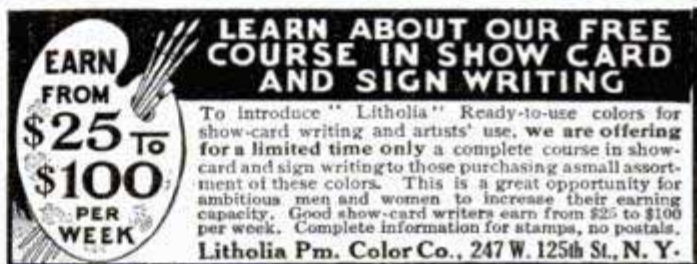 EARN
FROM
$25 TO
$100
PER
WEEK
LEARN ABOUT OUR FREE
COURSE IN SHOW CARD
AND SIGN WRITING
To introduce "Litholia" Ready-to-use colors for
show-card writing and artists' use, we are offering
for a limited time only a complete course in show-
card and sign writing to those purchasing a small assort-
ment of these colors. This is a great opportunity for
ambitious men and women to increase their earning
capacity. Good show-card writers earn from $25 to $100
per week. Complete information for stamps, no postals.
Litholia Pm. Color Co., 247 W. 125th St., N. Y.